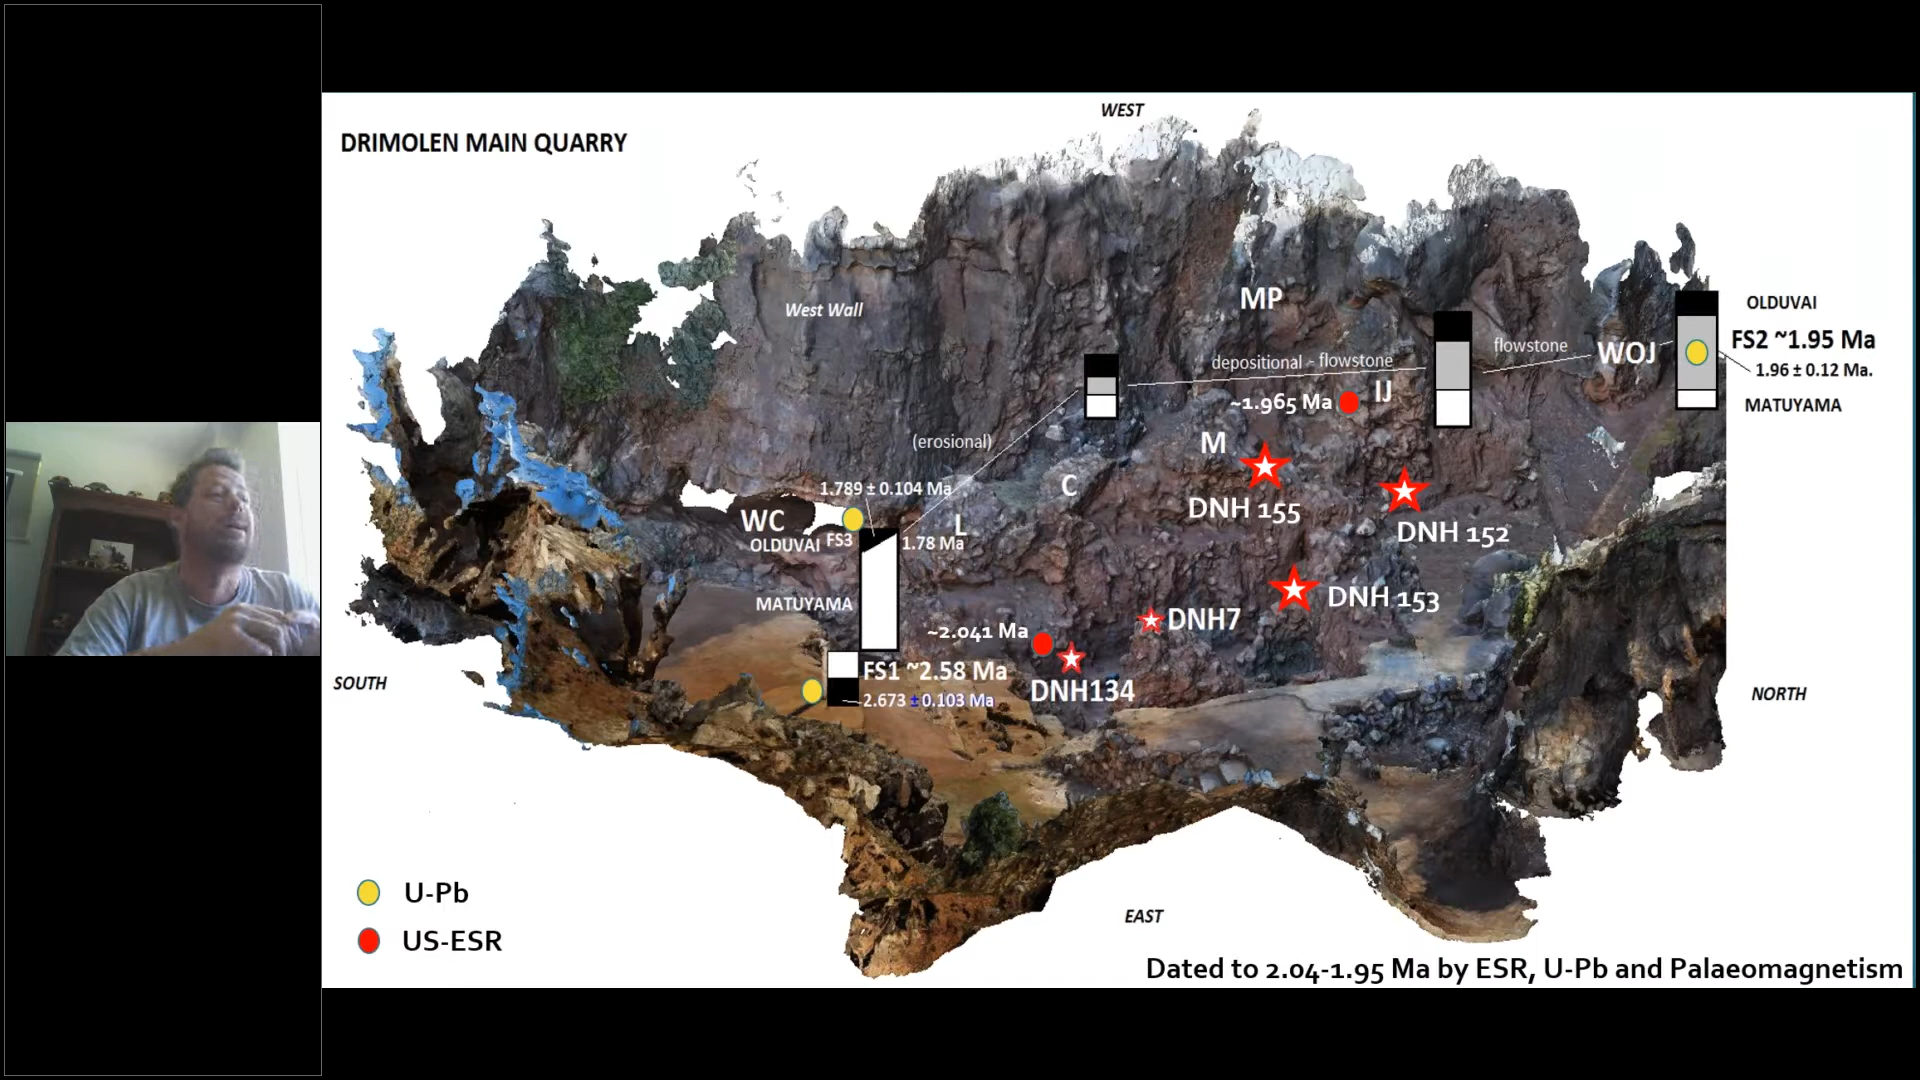 WEST
DRIMOLEN MAIN QUARRY
West Wall
MP
OLDUVAI
FS2 ~1.95 Ma
1.96 ± 0.12 Ma.
MATUYAMA
flowstone
WOJ
depositional - flowstone
~1.965 Ma
IJ
(erosional)
M
C
DNH 155
DNH 152
1.789 ± 0.104 Ma
WC
L
OLDUVAI
FS3
1.78 Ma
MATUYAMA
DNH 153
DNH7
~2.041 Ma
FS1 ~2.58 Ma
2.673 ± 0.103 Ma
DNH134
SOUTH
NORTH
U-Pb
US-ESR
EAST
Dated to 2.04-1.95 Ma by ESR, U-Pb and Palaeomagnetism